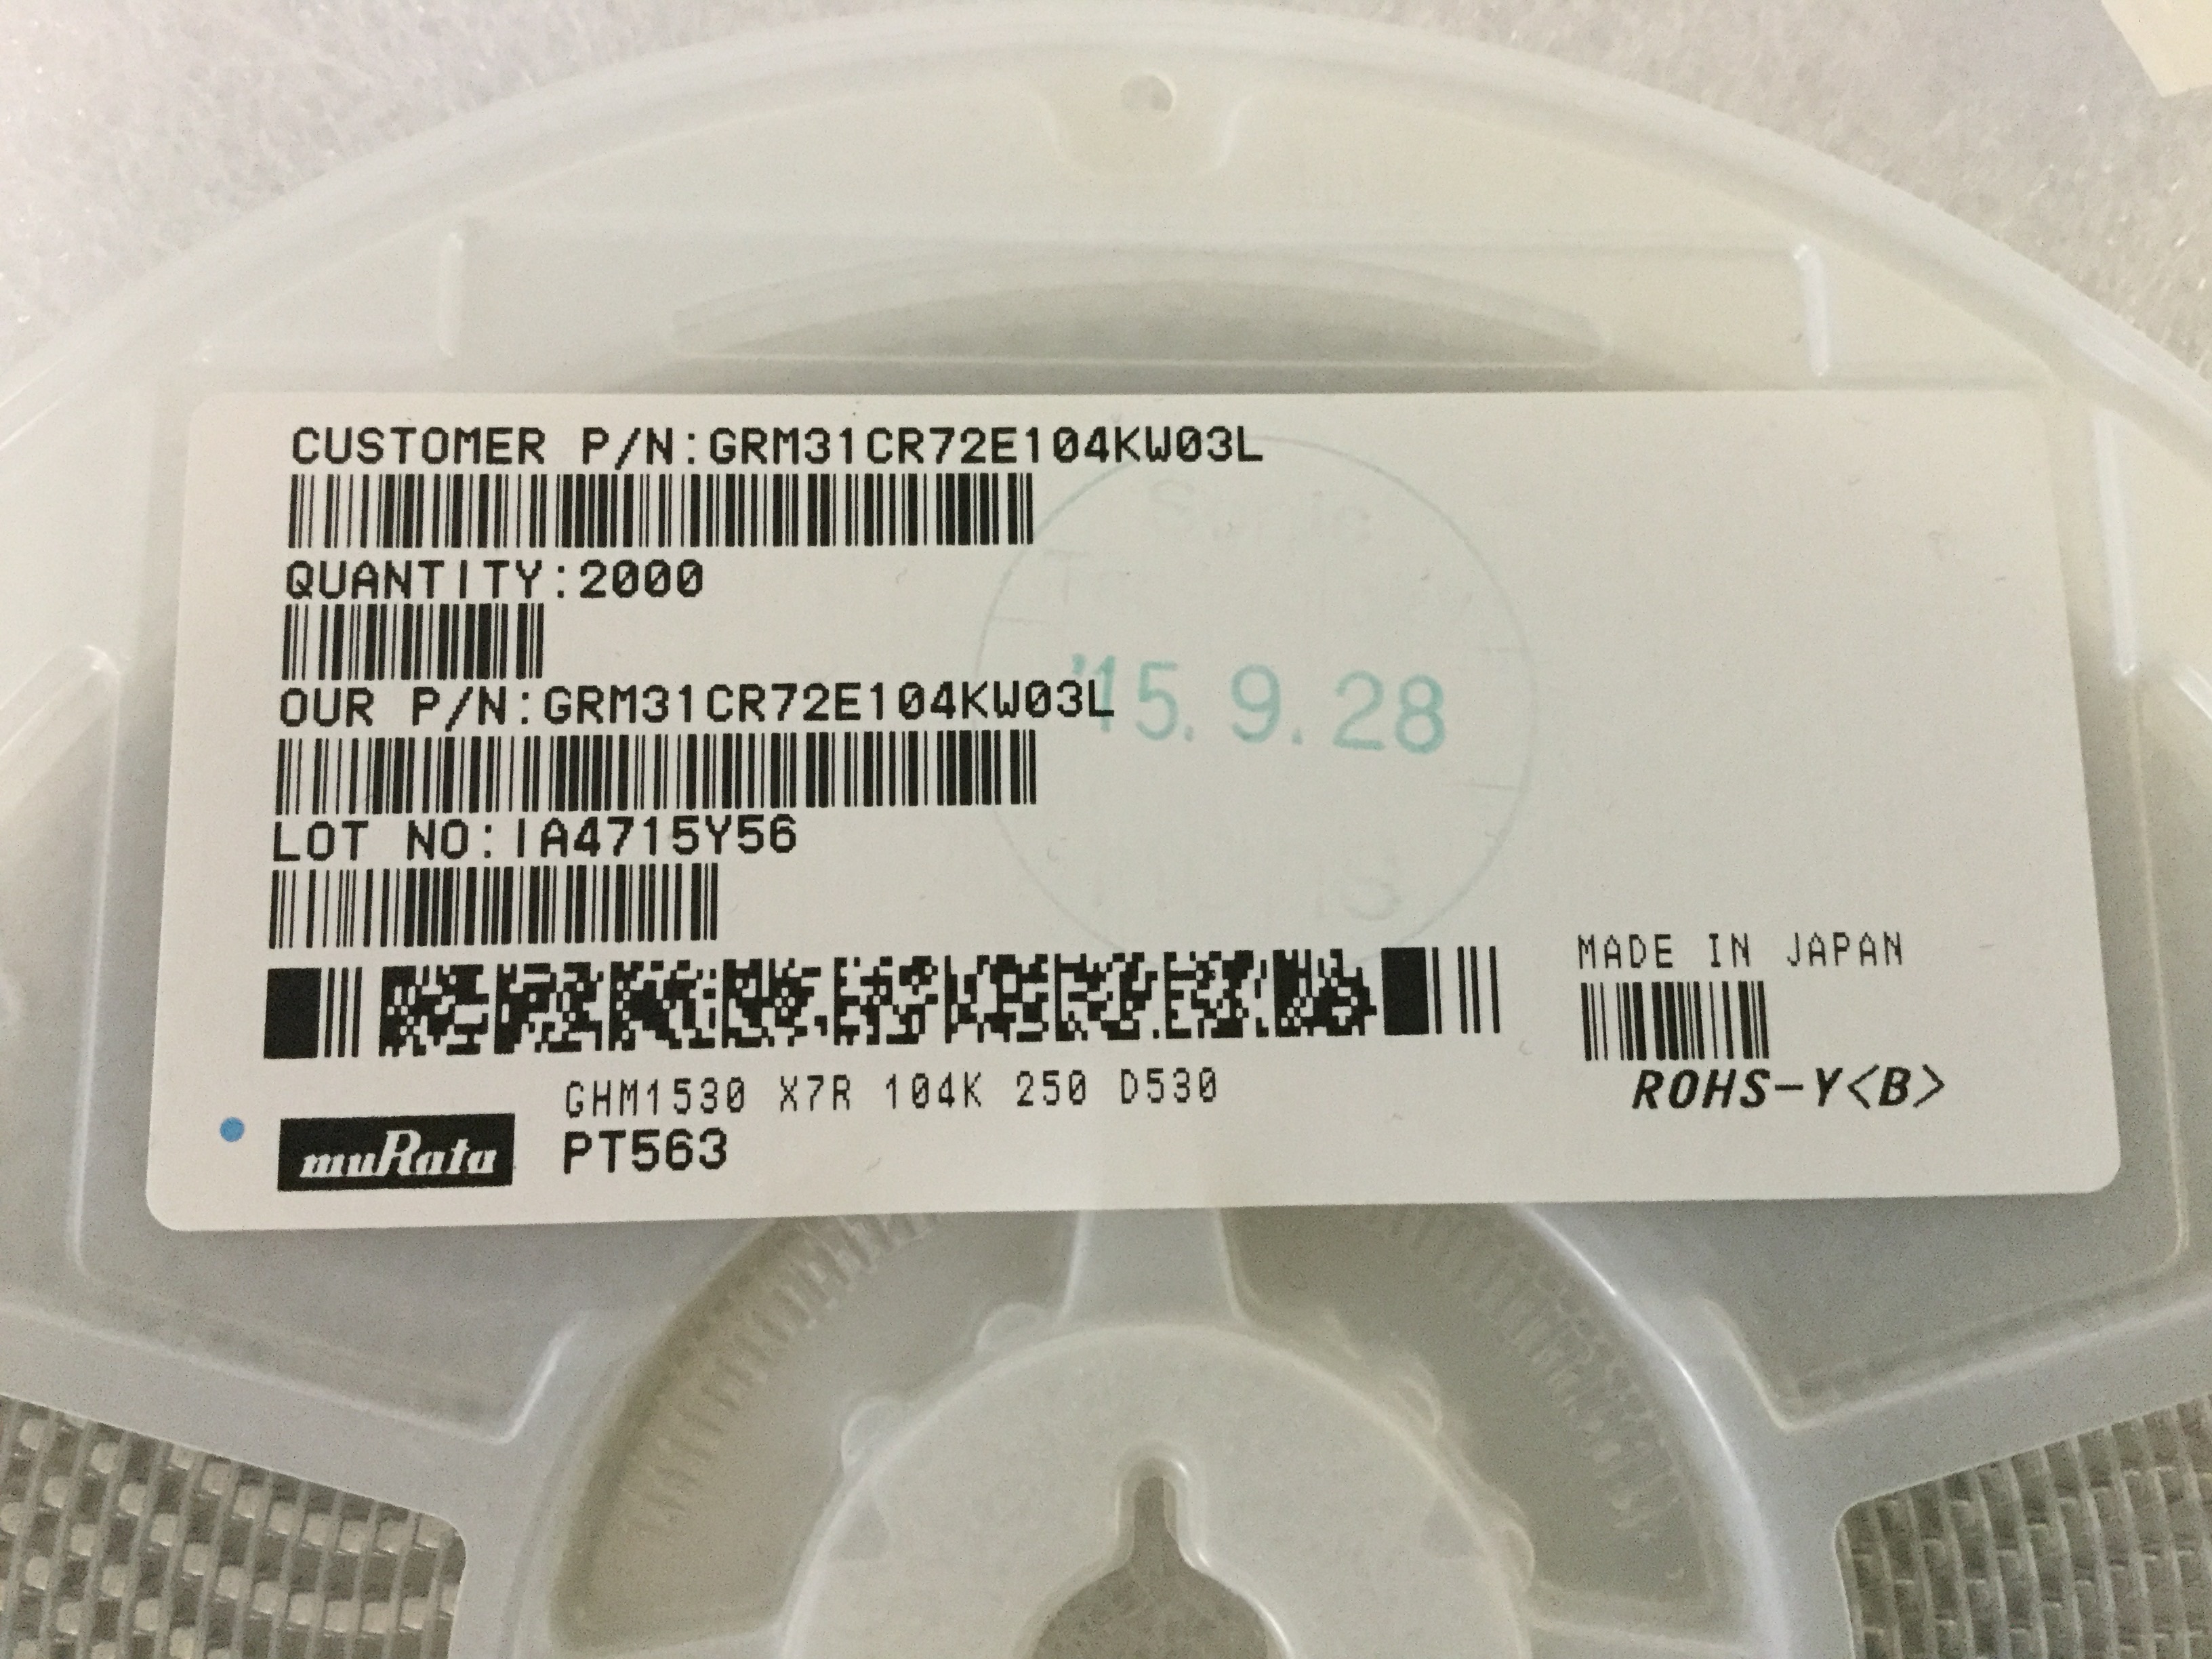 CUSTOMER P/N:GRM31CR72E104KW03L
QUANTITY:2000
OUR P/N:GRM31CR72E104KW03L
'15. 9. 28
LOT NO:IA4715Y56
MADE IN JAPAN
GHM1530 X7R 104K 250 D530
ROHS-Y<B>
muRata
PT563